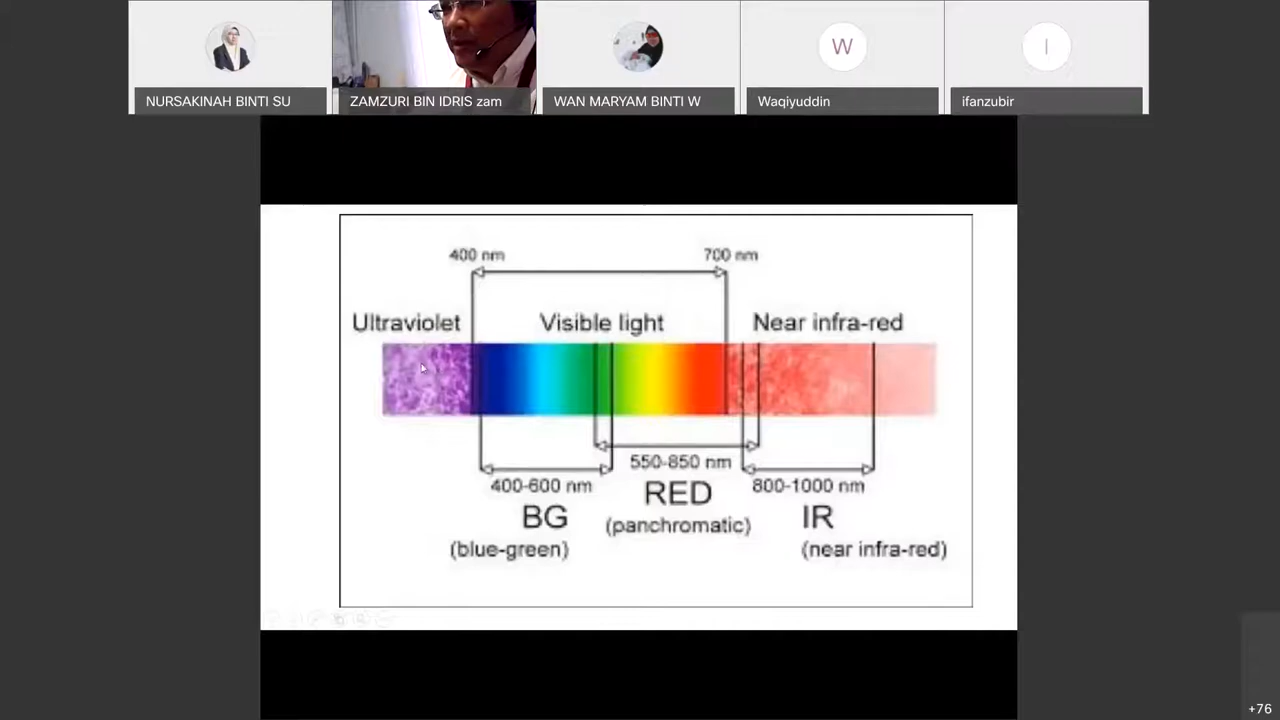 W
I
NURSAKINAH BINTI SU
ZAMZURI BIN IDRIS zam
WAN MARYAM BINTI W
Waqiyuddin
ifanzubir
400 nm
700 nm
Ultraviolet
Visible light
Near infra-red
550-850 nm
400-600 nm
RED
800-1000 nm
BG
(panchromatic)
IR
(blue-green)
(near infra-red)
+76